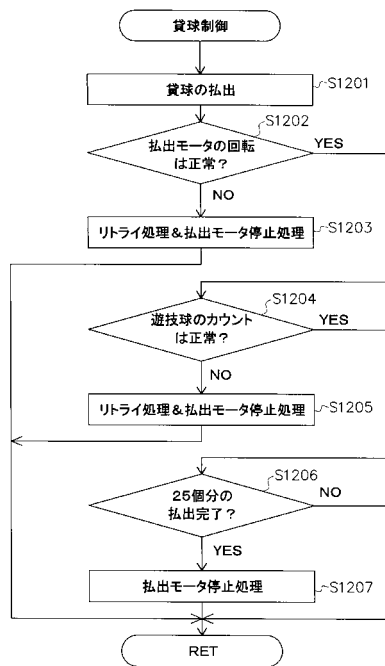 貸球制御
貸球の払出
S1201
S1202
払出モータの回転
は正常?
YES
NO
リトライ処理&払出モータ停止処理
S1203
S1204
遊技球のカウント
は正常?
YES
NO
リトライ処理&払出モータ停止処理
S1205
S1206
25個分の
払出完了?
NO
YES
払出モータ停止処理
S1207
RET